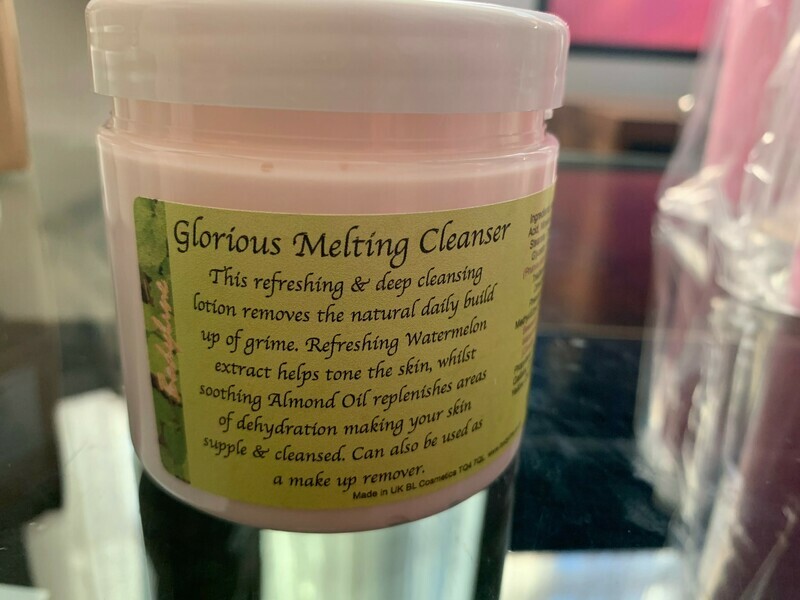 Glorious Melting Cleanser
This refreshing & deep cleansing
lotion removes the natural daily build
up of grime. Refreshing Watermelon
extract helps tone the skin, whilst
soothing Almond Oil replenishes areas
of dehydration making your skin
supple & cleansed. Can also be used as
a make up remover.
Made in UK BL Cosmetics TQ4 7QL